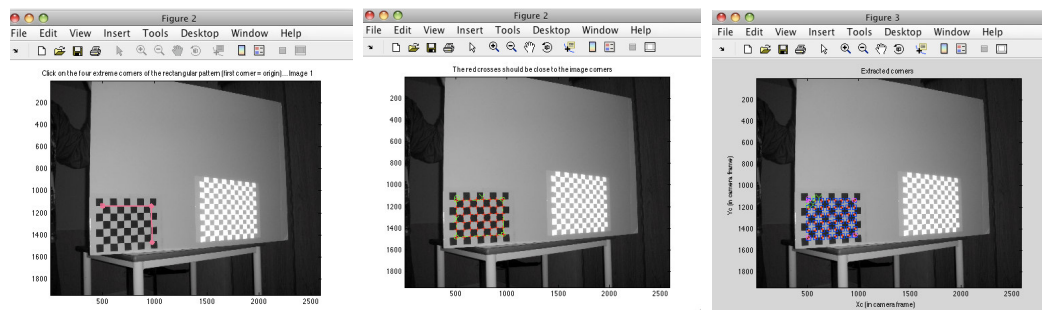 Figure 2
File Edit View Insert Tools Desktop Window Help
Click on the four extreme corners of the rectangular pattern (first corner = origin)... Image 1
200
400
600
800
1000
1200
1400
1600
1800
500 1000 1500 2000 2500
Figure 2
File Edit View Insert Tools Desktop Window Help
The red crosses should be close to the image corners
200
400
600
800
1000
1200
1400
1600
1800
500 1000 1500 2000 2500
Figure 3
File Edit View Insert Tools Desktop Window Help
Extracted corners
Yc (in camera frame)
200
400
600
800
1000
1200
1400
1600
1800
500 1000 1500 2000 2500
Xc (in camera frame)